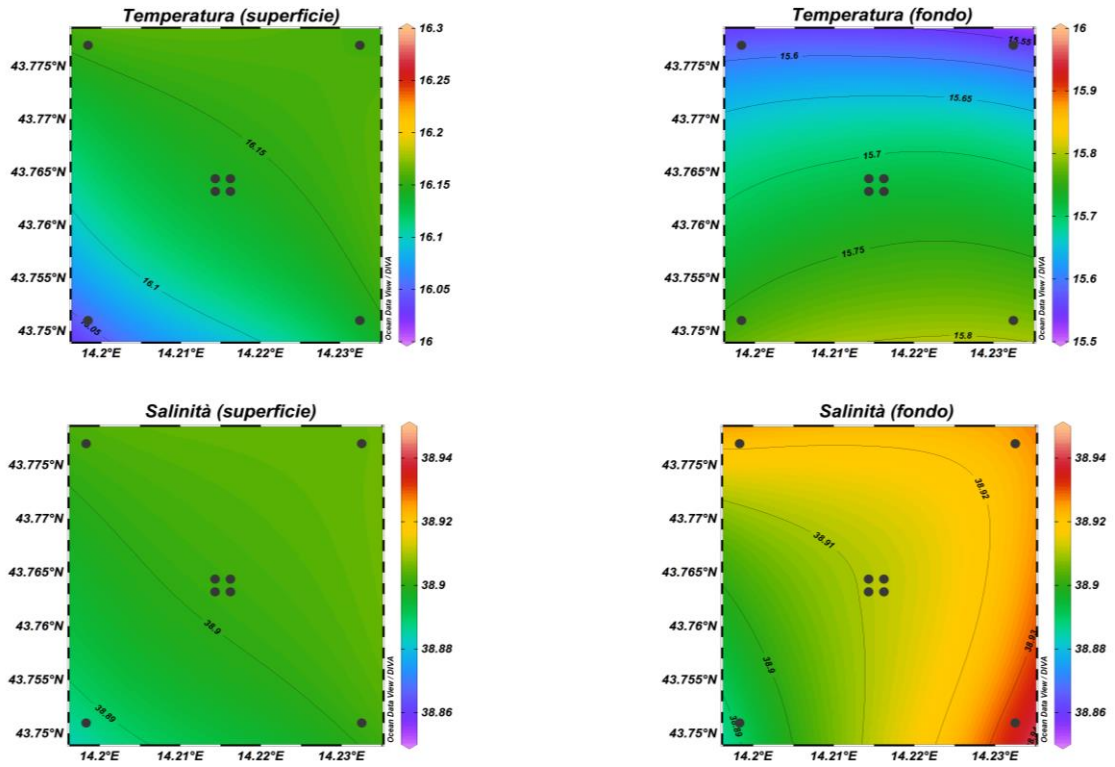 Temperatura (superficie)
43.775°N
43.77°N
43.765°N
43.76°N
43.755°N
43.75°N
14.2°E 14.21°E 14.22°E 14.23°E
16.15
16.1
16.05
Ocean Data View / DIVA
16.3
16.25
16.2
16.15
16.1
16.05
16
Temperatura (fondo)
43.775°N
43.77°N
43.765°N
43.76°N
43.755°N
43.75°N
14.2°E 14.21°E 14.22°E 14.23°E
15.55
15.6
15.65
15.7
15.75
15.8
Ocean Data View / DIVA
16
15.9
15.8
15.7
15.6
15.5
Salinità (superficie)
43.775°N
43.77°N
43.765°N
43.76°N
43.755°N
43.75°N
14.2°E 14.21°E 14.22°E 14.23°E
38.9
38.89
Ocean Data View / DIVA
38.94
38.92
38.9
38.88
38.86
Salinità (fondo)
43.775°N
43.77°N
43.765°N
43.76°N
43.755°N
43.75°N
14.2°E 14.21°E 14.22°E 14.23°E
38.92
38.91
38.9
38.93
38.89
Ocean Data View / DIVA
38.94
38.92
38.9
38.88
38.86